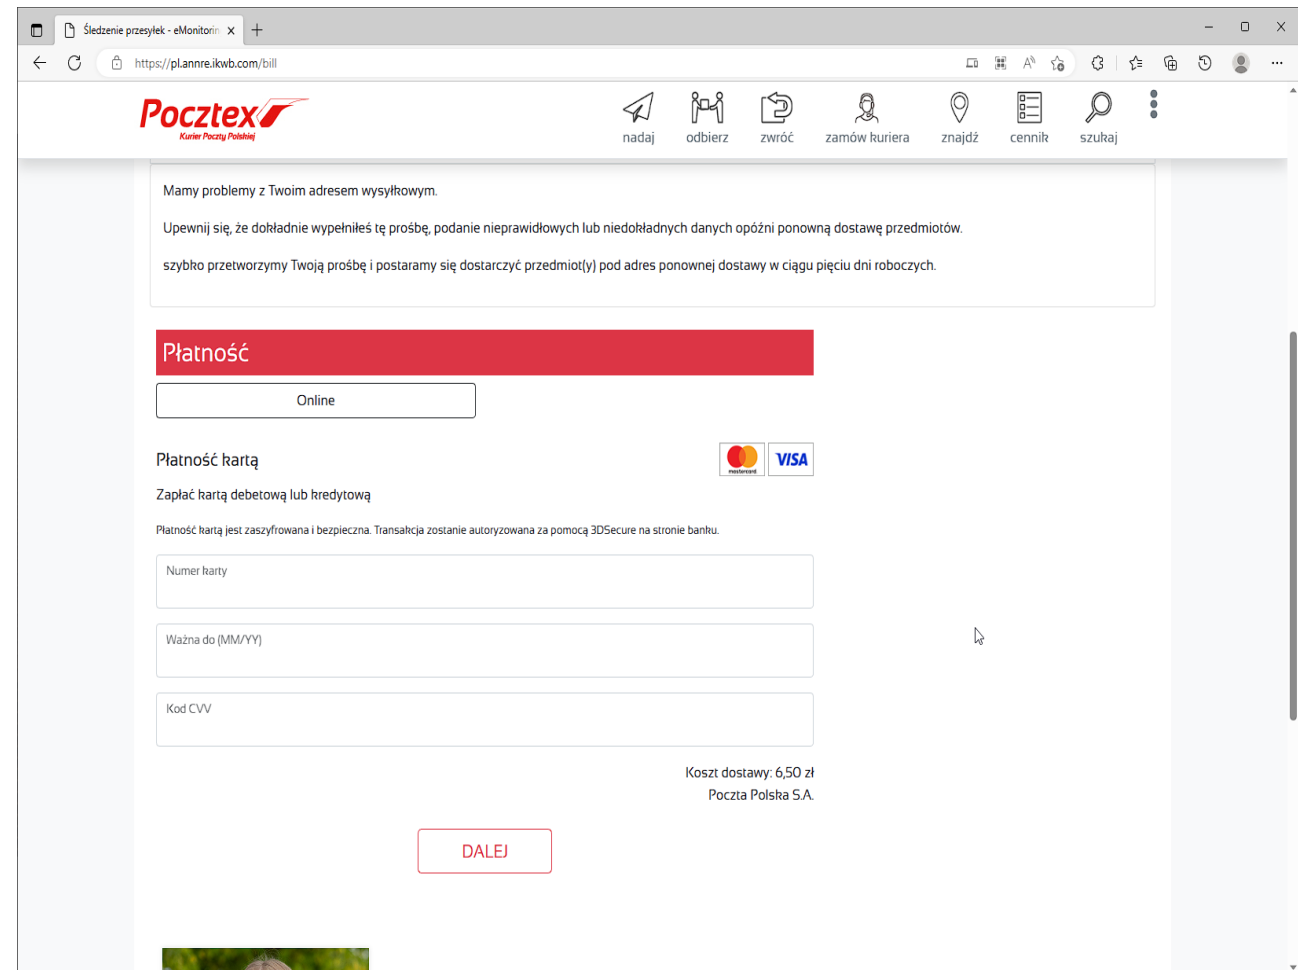 Śledzenie przesyłek - eMonitorin
https://pl.annre.ikwb.com/bill
Pocztex
Kurier Poczty Polskiej
nadaj
odbierz
zwróć
zamów kuriera
znajdź
cennik
szukaj
Mamy problemy z Twoim adresem wysyłkowym.
Upewnij się, że dokładnie wypełniłeś tę prośbę, podanie nieprawidłowych lub niedokładnych danych opóźni ponowną dostawę przedmiotów.
szybko przetworzymy Twoją prośbę i postaramy się dostarczyć przedmiot(y) pod adres ponownej dostawy w ciągu pięciu dni roboczych.
Płatność
Online
Płatność kartą
mastercard VISA
Zapłać kartą debetową lub kredytową
Płatność kartą jest zaszyfrowana i bezpieczna. Transakcja zostanie autoryzowana za pomocą 3DSecure na stronie banku.
Numer karty
Ważna do (MM/YY)
Kod CVV
Koszt dostawy: 6,50 zł
Poczta Polska S.A.
DALEJ